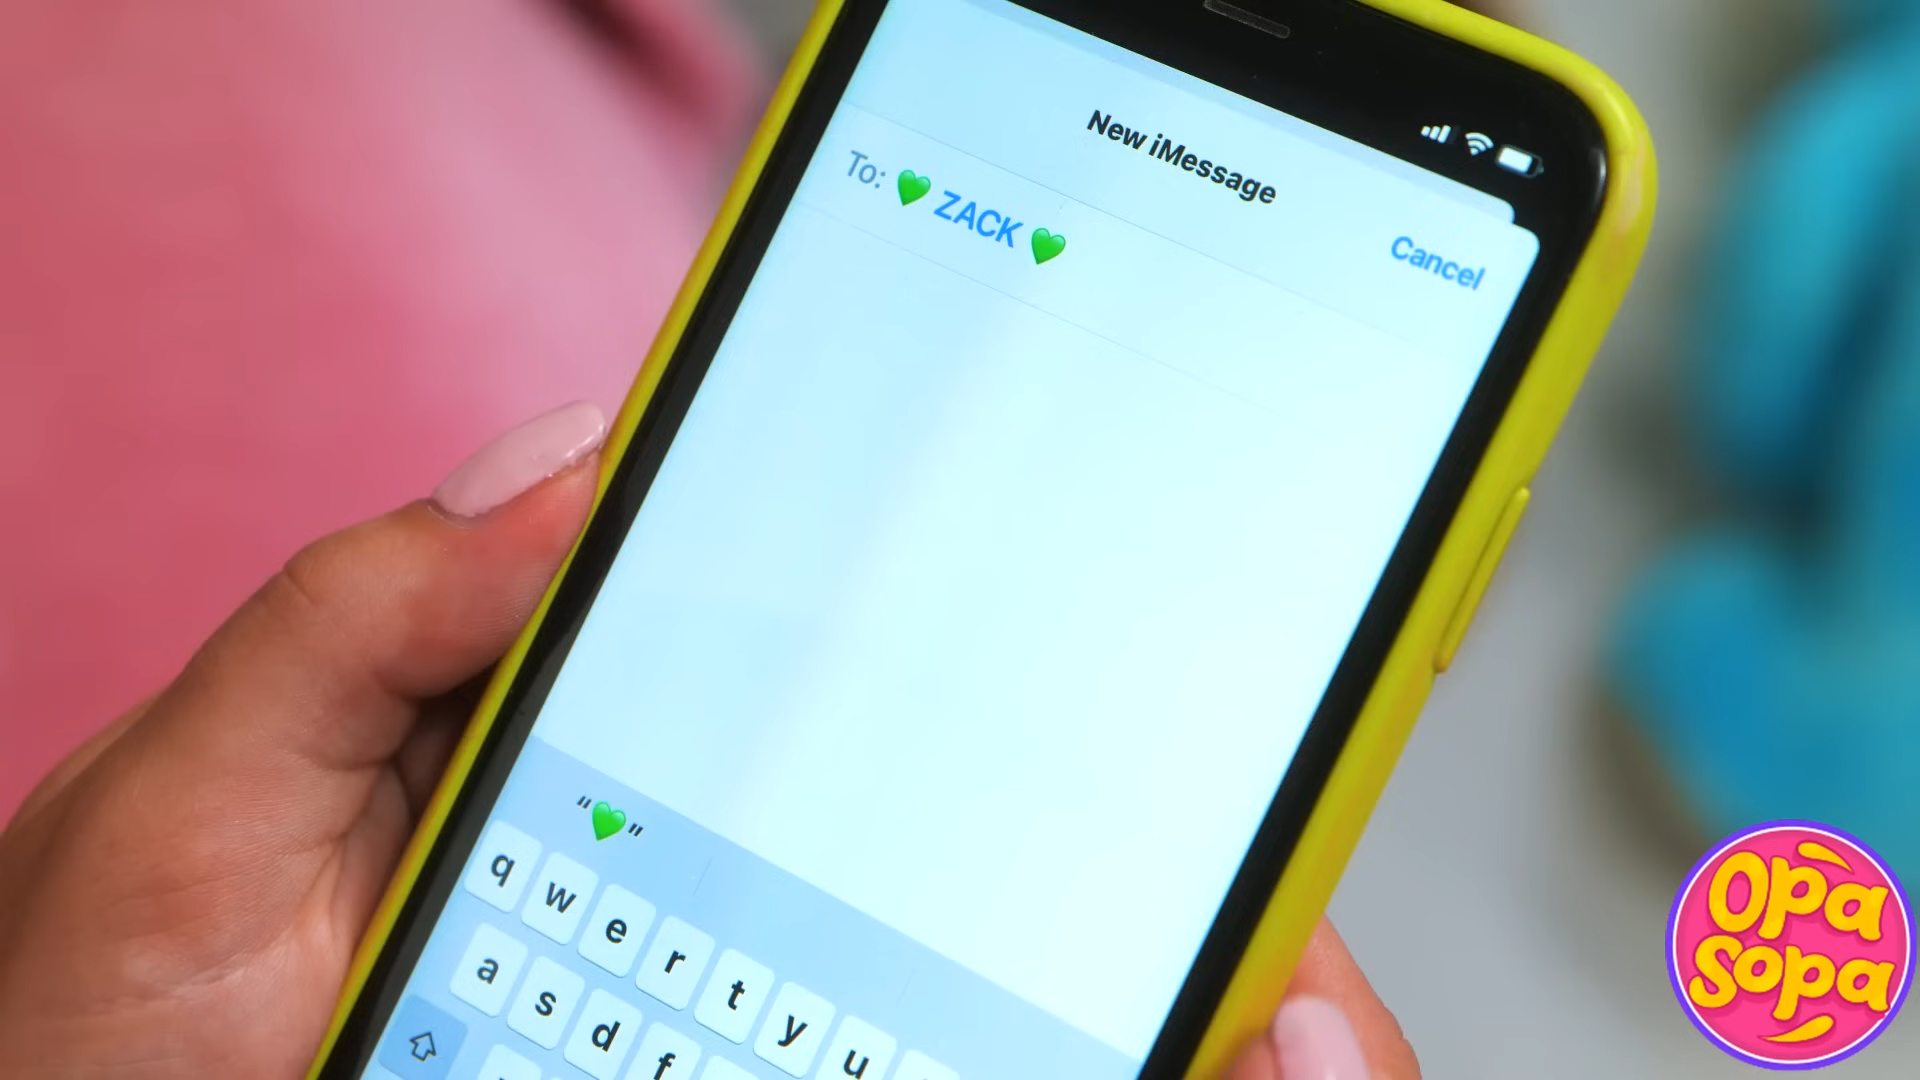 New iMessage
To: 💚 ZACK 💚
Cancel
"💚"
q w e r t y u
a s d f
Opa
Sopa